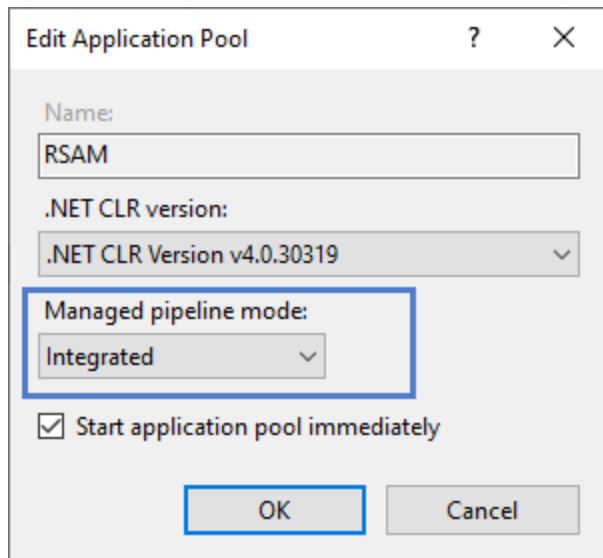 Edit Application Pool ?
Name:
RSAM
.NET CLR version:
.NET CLR Version v4.0.30319
Managed pipeline mode:
Integrated
Start application pool immediately
OK Cancel